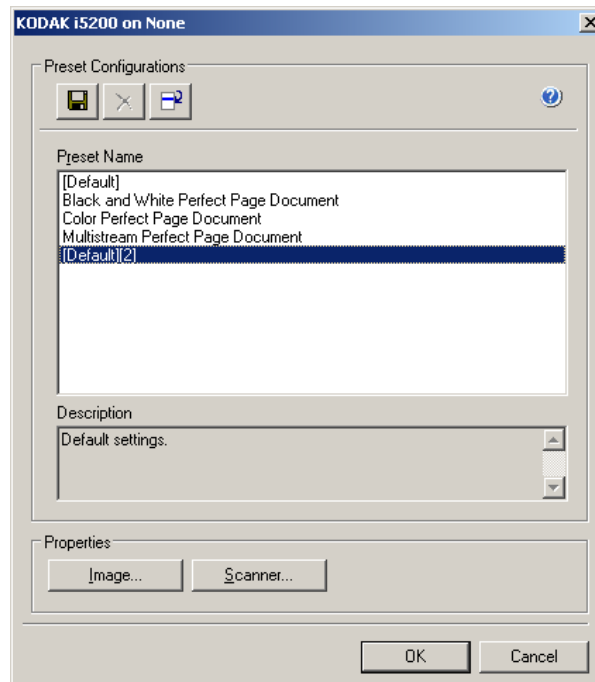 KODAK i5200 on None
Preset Configurations
Preset Name
[Default]
Black and White Perfect Page Document
Color Perfect Page Document
Multistream Perfect Page Document
[Default][2]
Description
Default settings.
Properties
Image... Scanner...
OK Cancel